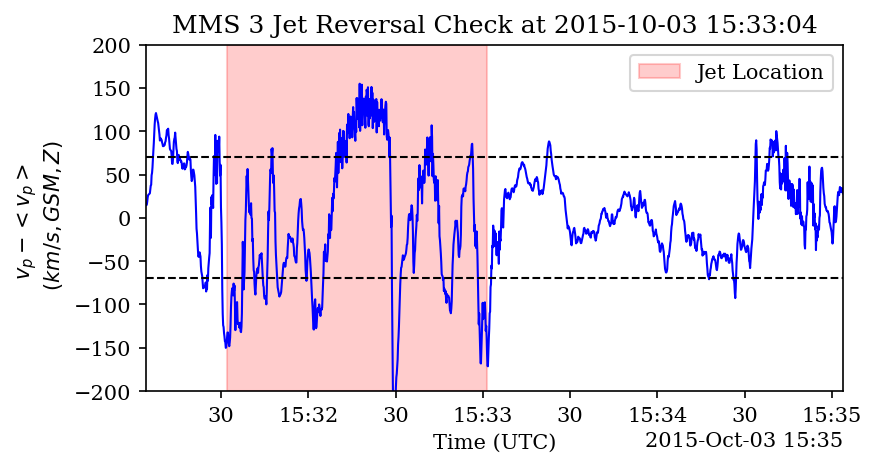 MMS 3 Jet Reversal Check at 2015-10-03 15:33:04
v_p − <v_p>
(km/s, GSM, Z)
200
150
100
50
0
−50
−100
−150
−200
Jet Location
30 15:32 30 15:33 30 15:34 30 15:35
Time (UTC)
2015-Oct-03 15:35